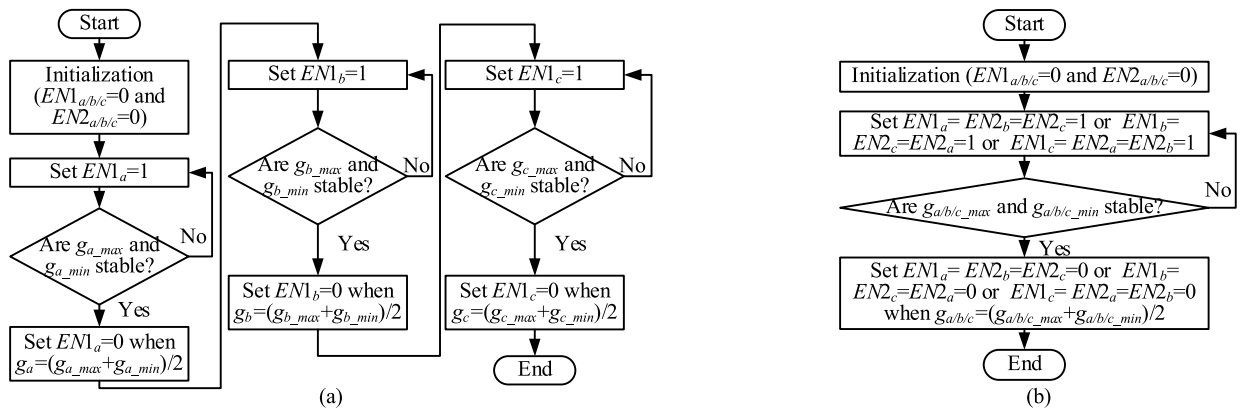 Start
Initialization
(EN1a/b/c=0 and
EN2a/b/c=0)
Set EN1a=1
Are ga_max and
ga_min stable?
No
Yes
Set EN1a=0 when
ga=(ga_max+ga_min)/2
Set EN1b=1
Are gb_max and
gb_min stable?
No
Yes
Set EN1b=0 when
gb=(gb_max+gb_min)/2
Set EN1c=1
Are gc_max and
gc_min stable?
No
Yes
Set EN1c=0 when
gc=(gc_max+gc_min)/2
End
(a)
Start
Initialization (EN1a/b/c=0 and EN2a/b/c=0)
Set EN1a= EN2b=EN2c=1 or EN1b=
EN2c=EN2a=1 or EN1c= EN2a=EN2b=1
Are ga/b/c_max and ga/b/c_min stable?
No
Yes
Set EN1a= EN2b=EN2c=0 or EN1b=
EN2c=EN2a=0 or EN1c= EN2a=EN2b=0
when ga/b/c=(ga/b/c_max+ga/b/c_min)/2
End
(b)